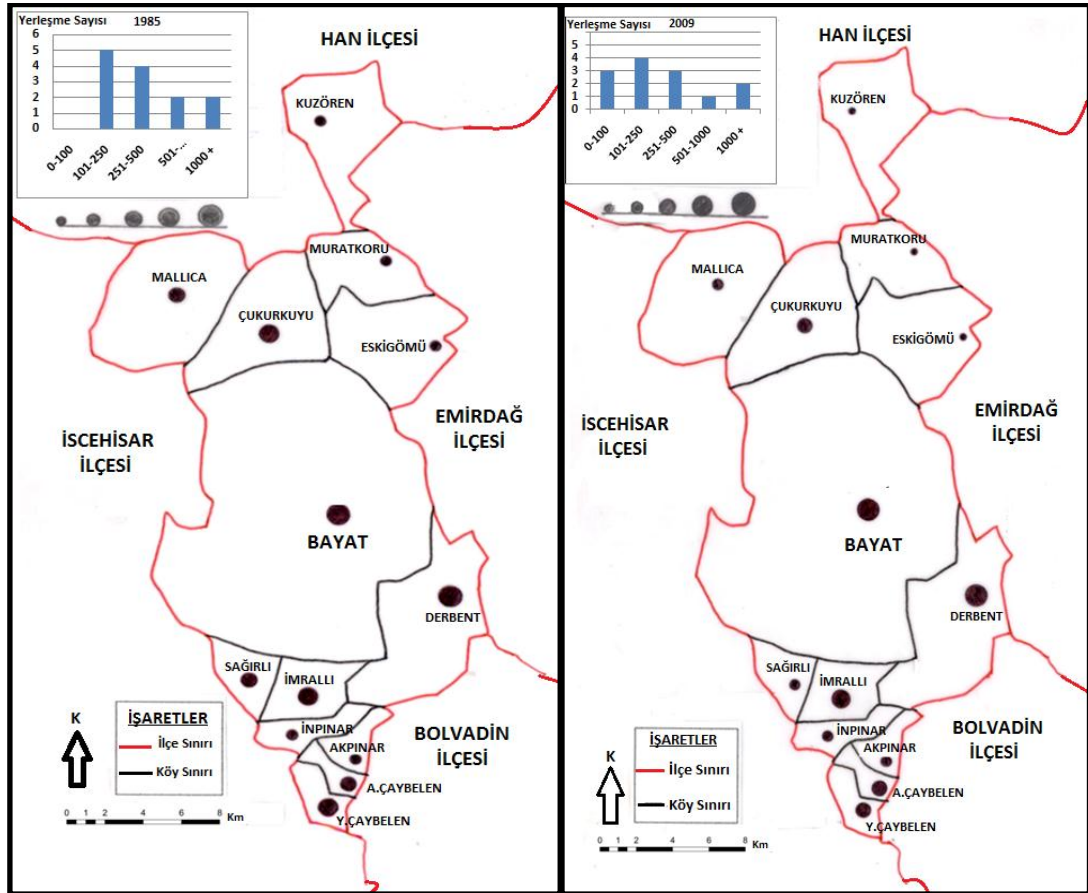 Yerleşme Sayısı 1985
6
5
4
3
2
1
0
0-100
101-250
251-500
501-...
1000 +
HAN İLÇESİ
KUZÖREN
MURATKORU
MALLICA
ÇUKURKUYU
ESKİGÖMÜ
EMİRDAĞ
İLÇESİ
İSCEHİSAR
İLÇESİ
BAYAT
DERBENT
SAĞIRLI
İMRALLI
İNPINAR
BOLVADİN
İLÇESİ
AKPINAR
A.ÇAYBELEN
Y.ÇAYBELEN
K
İŞARETLER
İlçe Sınırı
Köy Sınırı
0 1 2 4 6 8
Km
Yerleşme Sayısı 2009
6
5
4
3
2
1
0
0-100
101-250
251-500
501-1000
1000 +
HAN İLÇESİ
KUZÖREN
MURATKORU
MALLICA
ÇUKURKUYU
ESKİGÖMÜ
EMİRDAĞ
İLÇESİ
İSCEHİSAR
İLÇESİ
BAYAT
DERBENT
SAĞIRLI
İMRALLI
İNPINAR
BOLVADİN
İLÇESİ
AKPINAR
A.ÇAYBELEN
Y.ÇAYBELEN
K
İŞARETLER
İlçe Sınırı
Köy Sınırı
0 1 2 4 6 8
Km